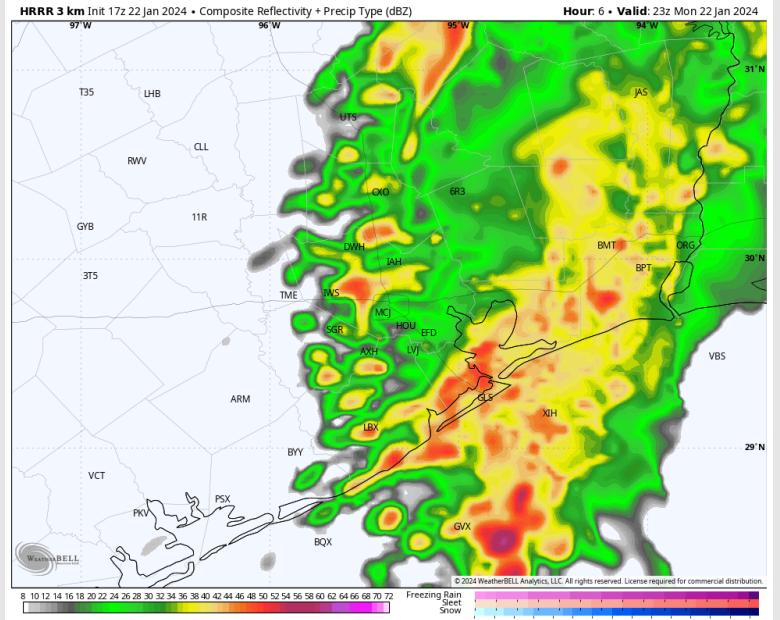 HRRR 3 km Init 17z 22 Jan 2024 • Composite Reflectivity + Precip Type (dBZ) Hour: 6 • Valid: 23z Mon 22 Jan 2024
97°W 96°W 95°W 94°W
31°N
T35 LHB JAS
UTS
CLL
RWV
CXO 6R3
11R
GYB
DWH BMT ORG
IAH 30°N
3T5 BPT
TME IWS
MCJ
SGR HOU EFD
AXH LVJ VBS
ARM GLS
XIH
LBX
BYY 29°N
VCT
PSX
PKV GVX
BQX
WEATHERBELL
© 2024 WeatherBELL Analytics, LLC. All rights reserved. License required for commercial distribution.
8 10 12 14 16 18 20 22 24 26 28 30 32 34 36 38 40 42 44 46 48 50 52 54 56 58 60 62 64 66 68 70 72
Freezing Rain
Sleet
Snow